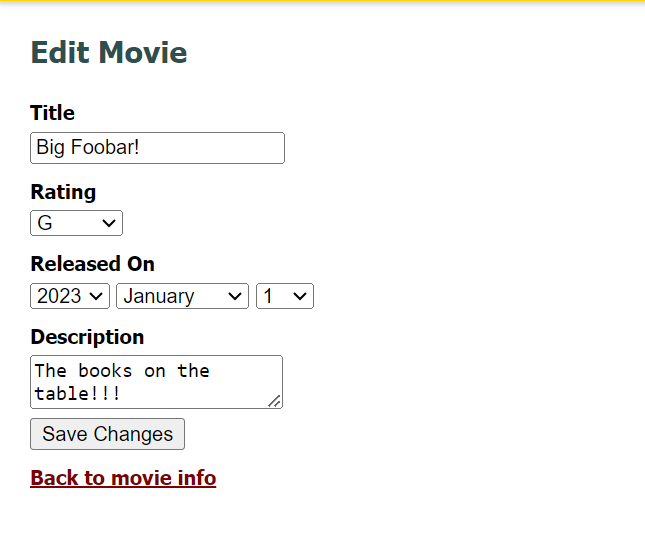 Edit Movie
Title
Big Foobar!
Rating
G
Released On
2023 January 1
Description
The books on the
table!!!
Save Changes
Back to movie info